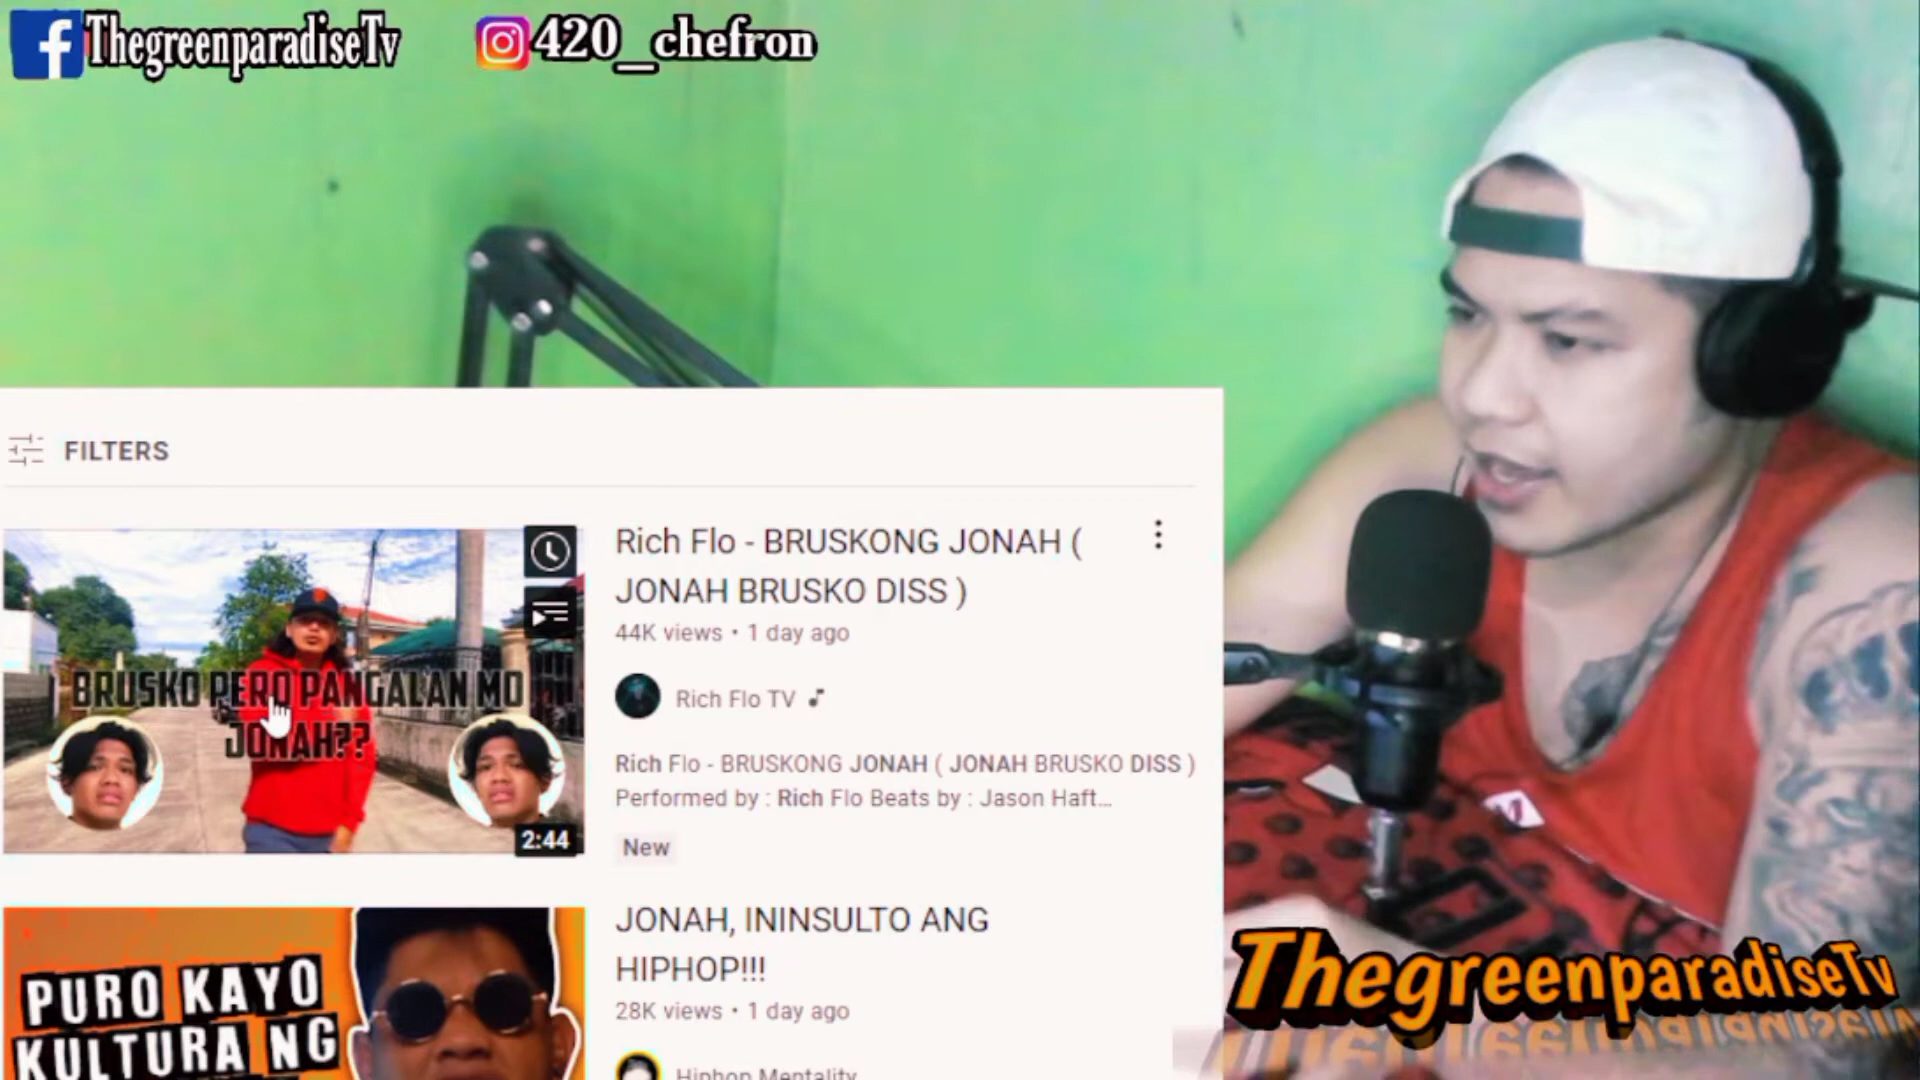 ThegreenparadiseTv
420_chefron
FILTERS
BRUSKO PERO PANGALAN MO
JONAH??
2:44
Rich Flo - BRUSKONG JONAH (
JONAH BRUSKO DISS )
44K views • 1 day ago
Rich Flo TV
Rich Flo - BRUSKONG JONAH ( JONAH BRUSKO DISS )
Performed by : Rich Flo Beats by : Jason Haft...
New
PURO KAYO
KULTURA NG
JONAH, ININSULTO ANG
HIPHOP!!!
28K views • 1 day ago
Hiphop Mentality
ThegreenparadiseTv